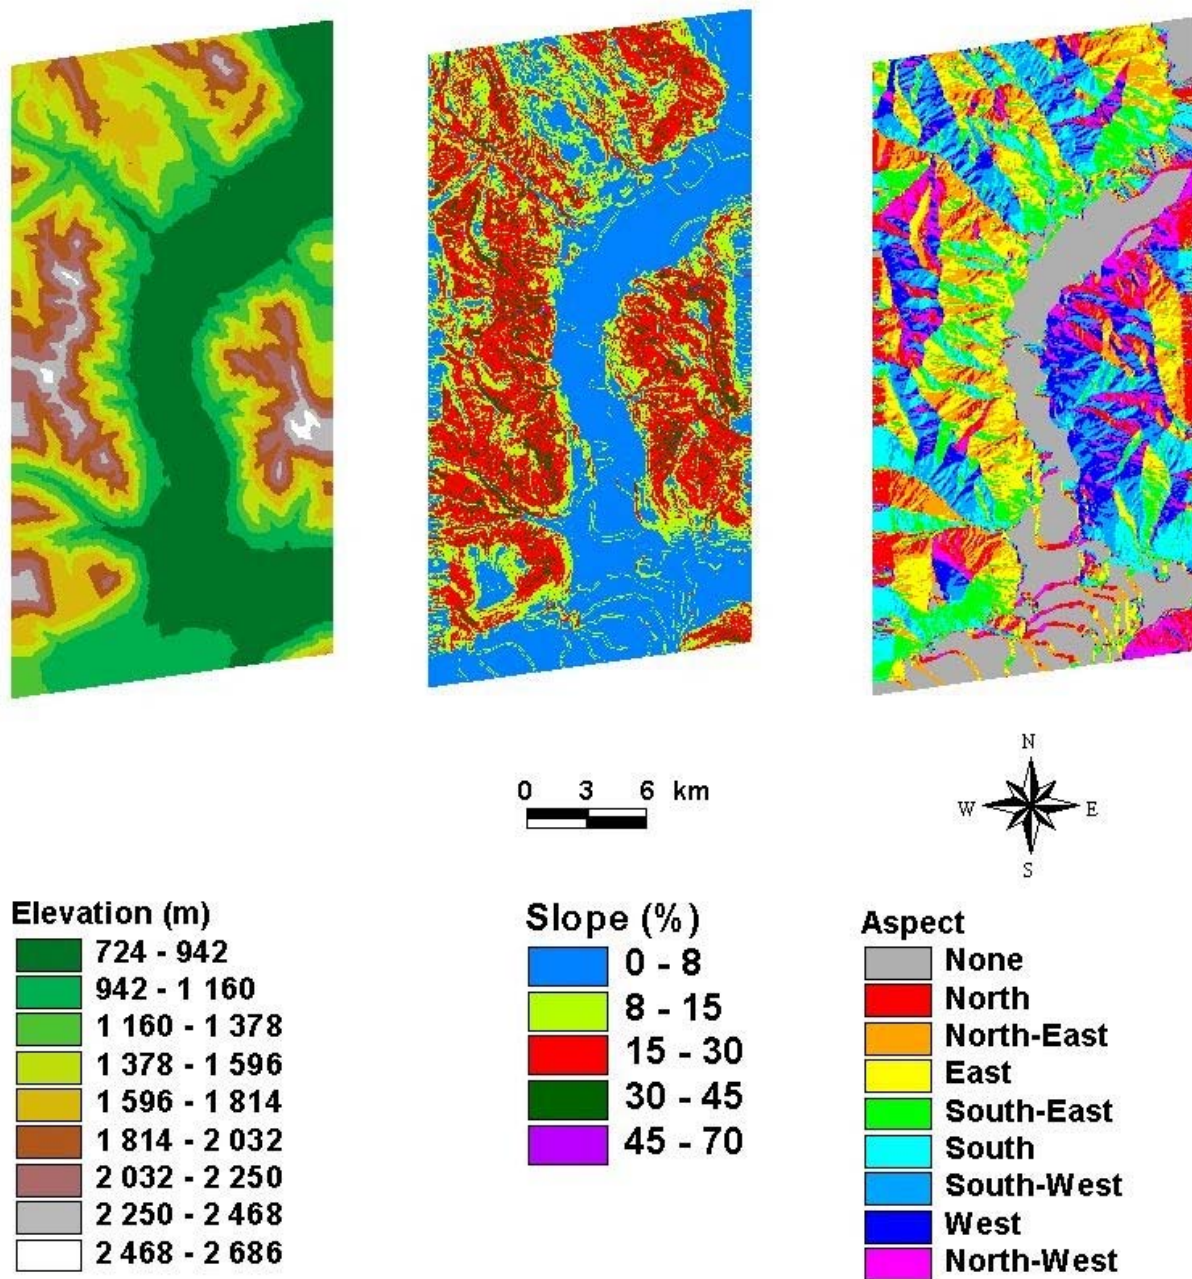 N
0 3 6 km
W E
S
Elevation (m)
724 - 942
942 - 1 160
1 160 - 1 378
1 378 - 1 596
1 596 - 1 814
1 814 - 2 032
2 032 - 2 250
2 250 - 2 468
2 468 - 2 686
Slope (%)
0 - 8
8 - 15
15 - 30
30 - 45
45 - 70
Aspect
None
North
North-East
East
South-East
South
South-West
West
North-West